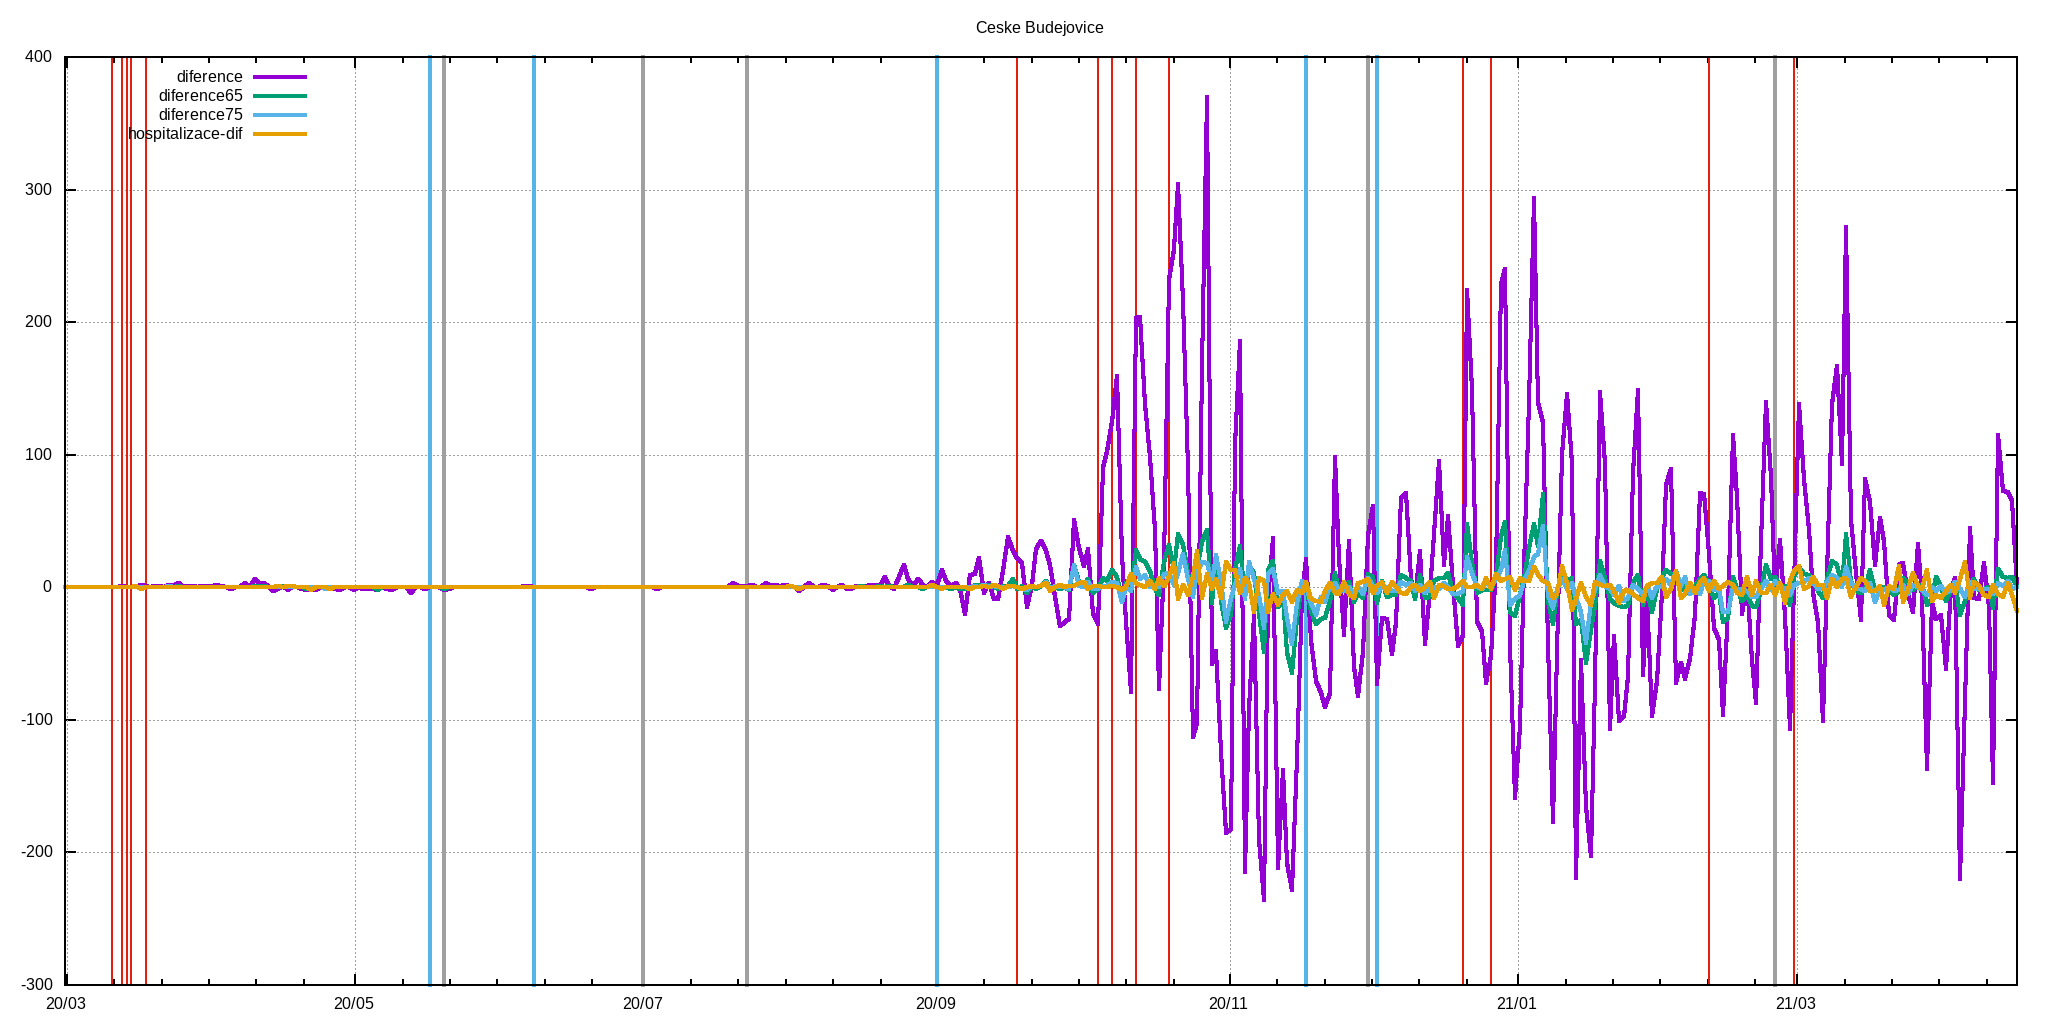 Ceske Budejovice
400
300
200
100
0
-100
-200
-300
diference
diference65
diference75
hospitalizace-dif
20/03 20/05 20/07 20/09 20/11 21/01 21/03